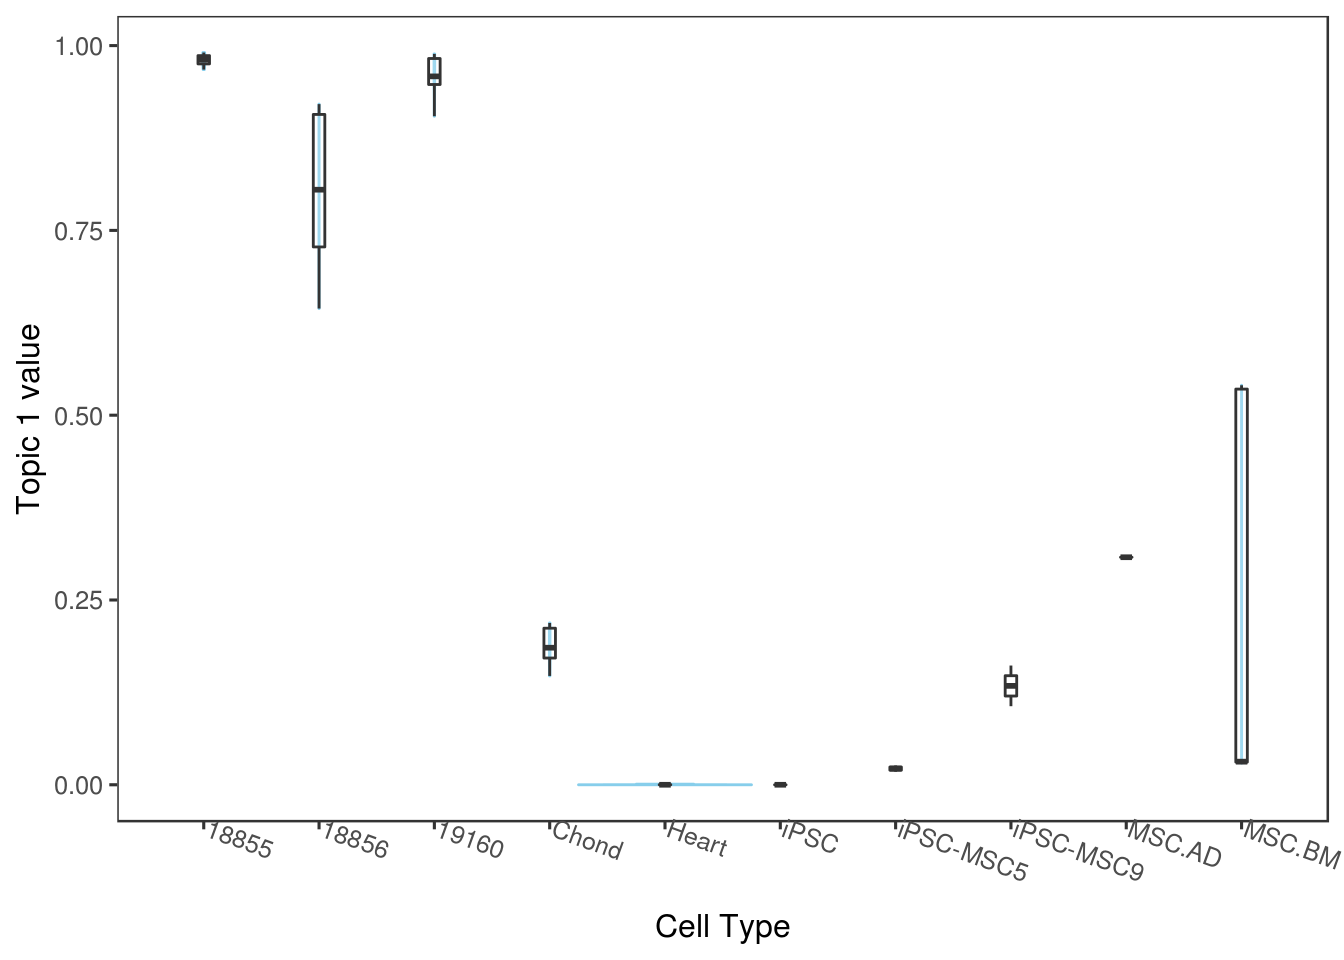 1.00
0.75
0.50
0.25
0.00
Topic 1 value
18855
18856
19160
Chond
Heart
iPSC
iPSC-MSC5
iPSC-MSC9
MSC.AD
MSC.BM
Cell Type